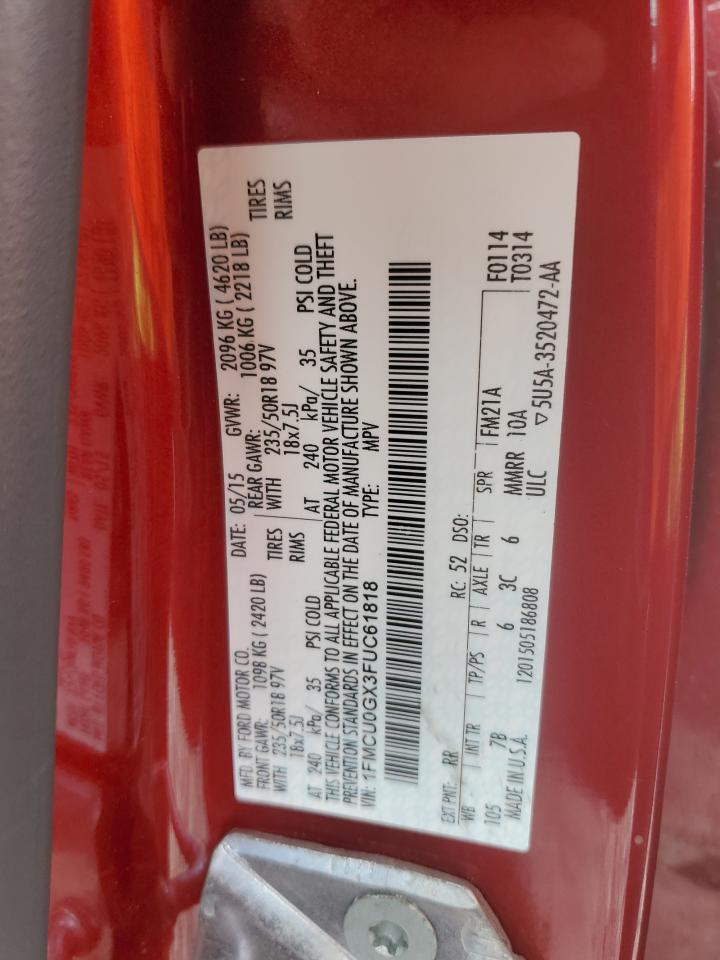 MFD. BY FORD MOTOR CO. DATE: 05/15 GVWR: 2096 KG ( 4620 LB)
FRONT GAWR: 1098 KG ( 2420 LB) REAR GAWR: 1006 KG ( 2218 LB)
WITH 235/50R18 97V TIRES WITH 235/50R18 97V TIRES
18x7.5J RIMS 18x7.5J RIMS
AT 240 kPa/ 35 PSI COLD AT 240 kPa/ 35 PSI COLD
THIS VEHICLE CONFORMS TO ALL APPLICABLE FEDERAL MOTOR VEHICLE SAFETY AND THEFT
PREVENTION STANDARDS IN EFFECT ON THE DATE OF MANUFACTURE SHOWN ABOVE.
VIN: 1FMCU0GX3FUC61818 TYPE: MPV
EXT PNT: RR RC: 52 DSO:
WB INT TR TP/PS R AXLE TR SPR FM21A F0114
105 7B 6 3C 6 MMRR 10A T0314
MADE IN U.S.A. 1201505186808 ULC ▽5U5A-3520472-AA